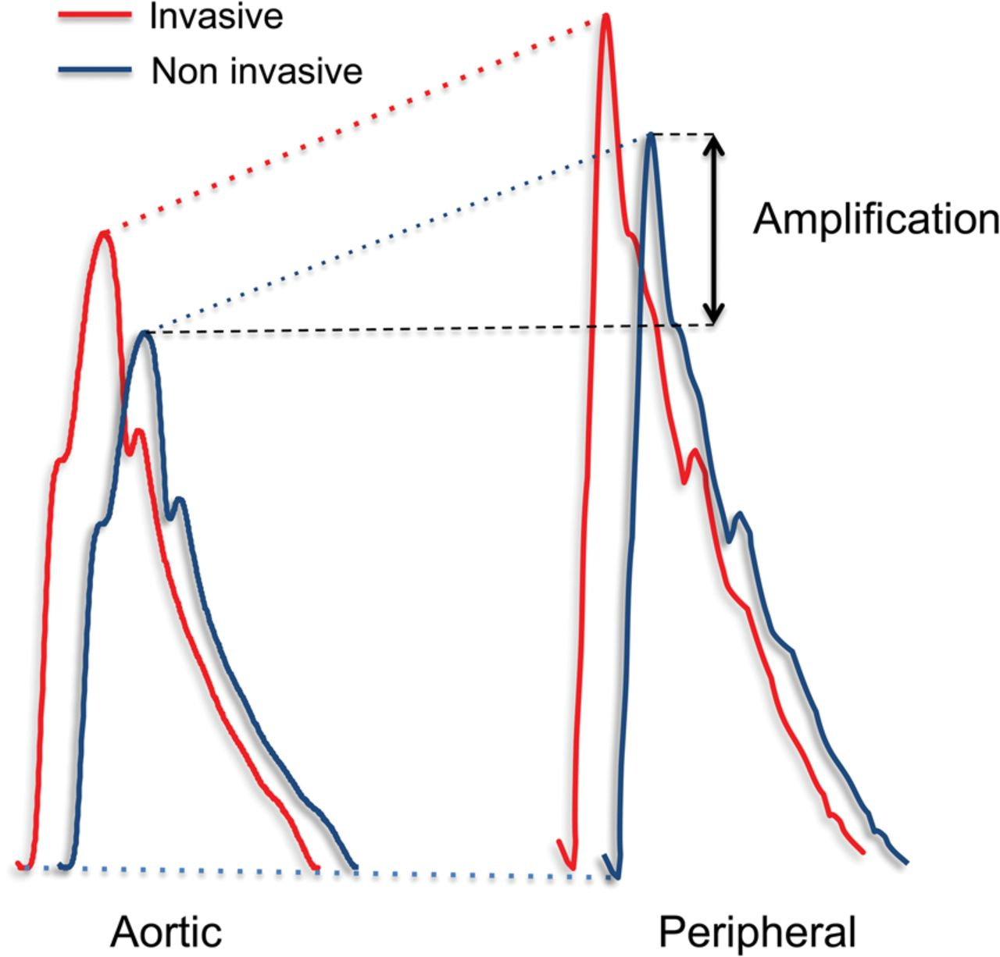 Invasive
Non invasive
Amplification
Aortic
Peripheral